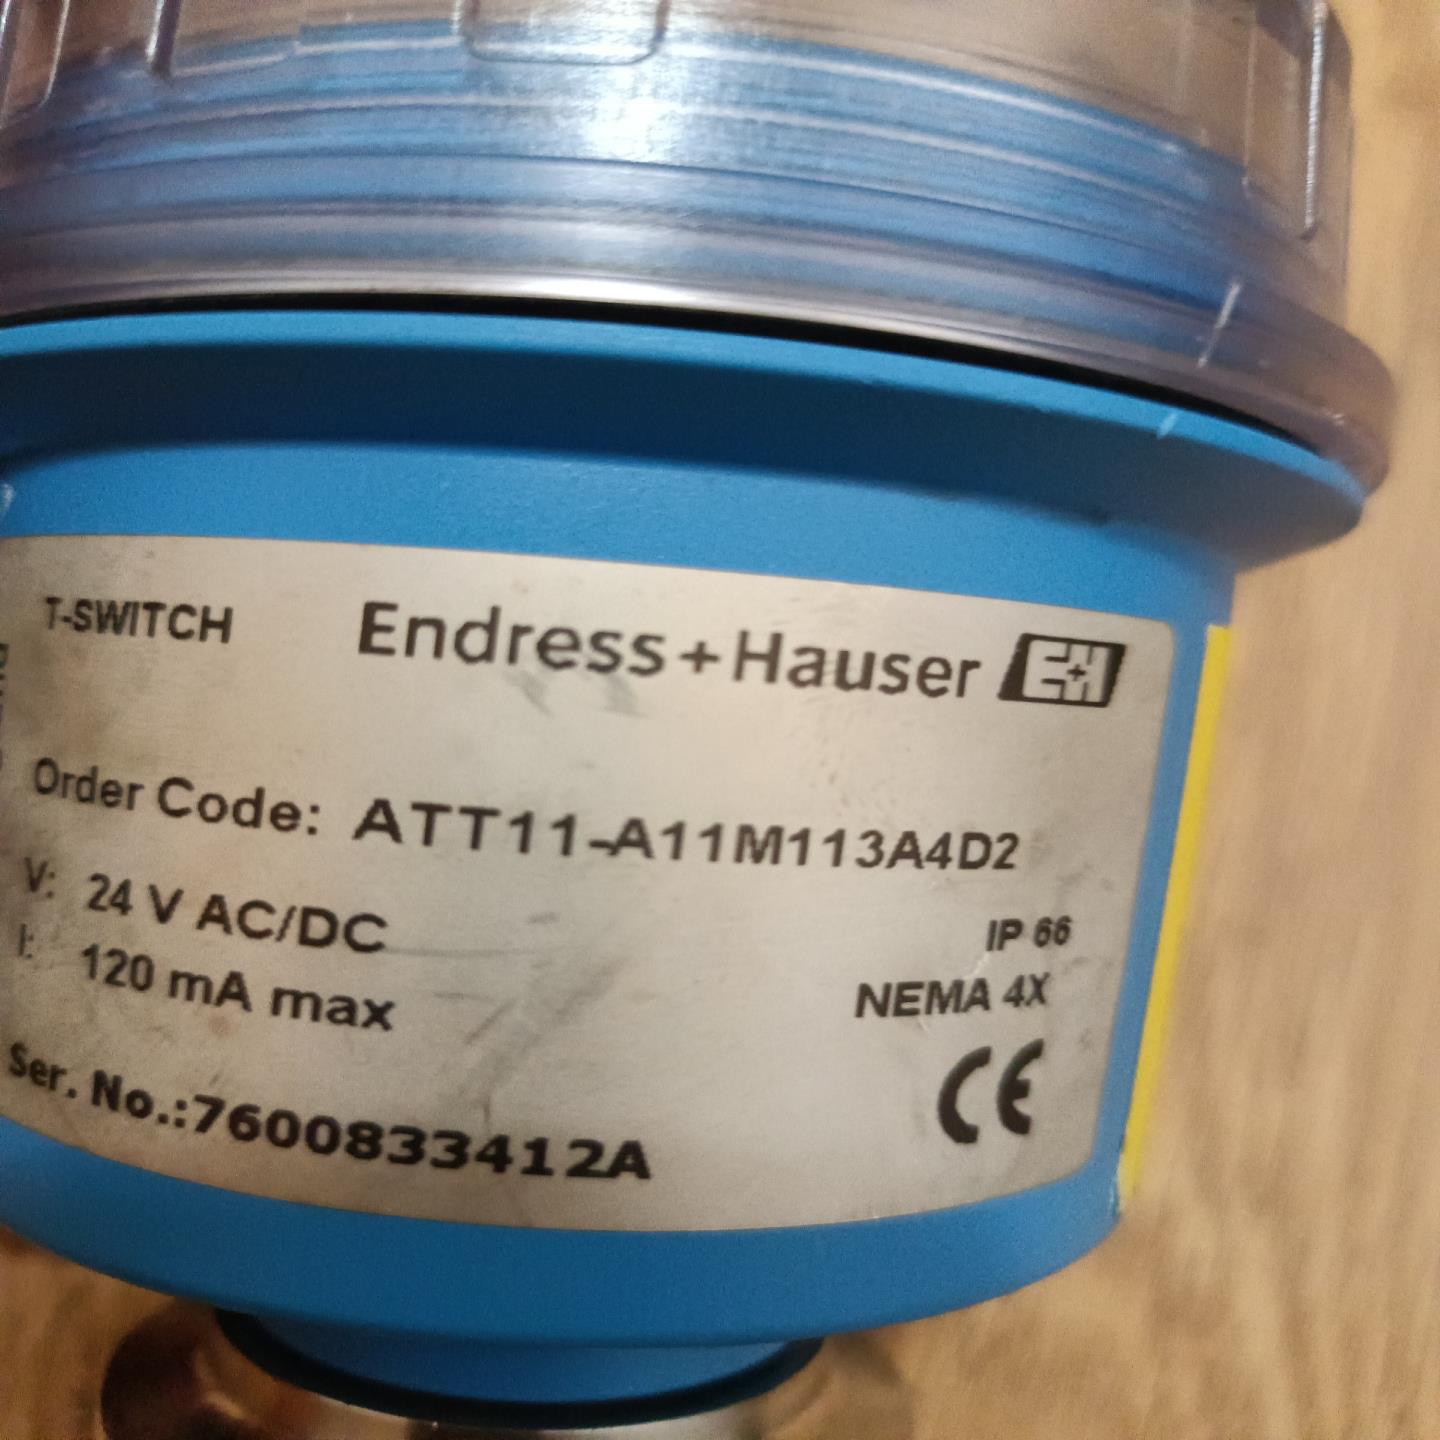 T-SWITCH Endress+Hauser E+H
Order Code: ATT11-A11M113A4D2
V: 24 V AC/DC IP 66
I: 120 mA max NEMA 4X
Ser. No.:7600833412A CE